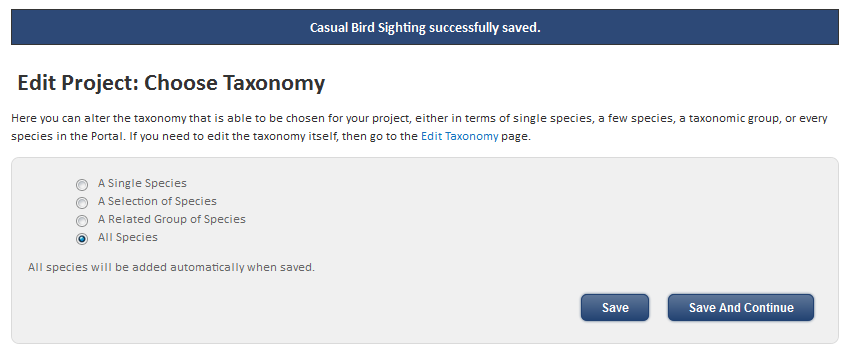 Casual Bird Sighting successfully saved.
Edit Project: Choose Taxonomy
Here you can alter the taxonomy that is able to be chosen for your project, either in terms of single species, a few species, a taxonomic group, or every
species in the Portal. If you need to edit the taxonomy itself, then go to the Edit Taxonomy page.
A Single Species
A Selection of Species
A Related Group of Species
All Species
All species will be added automatically when saved.
Save
Save And Continue